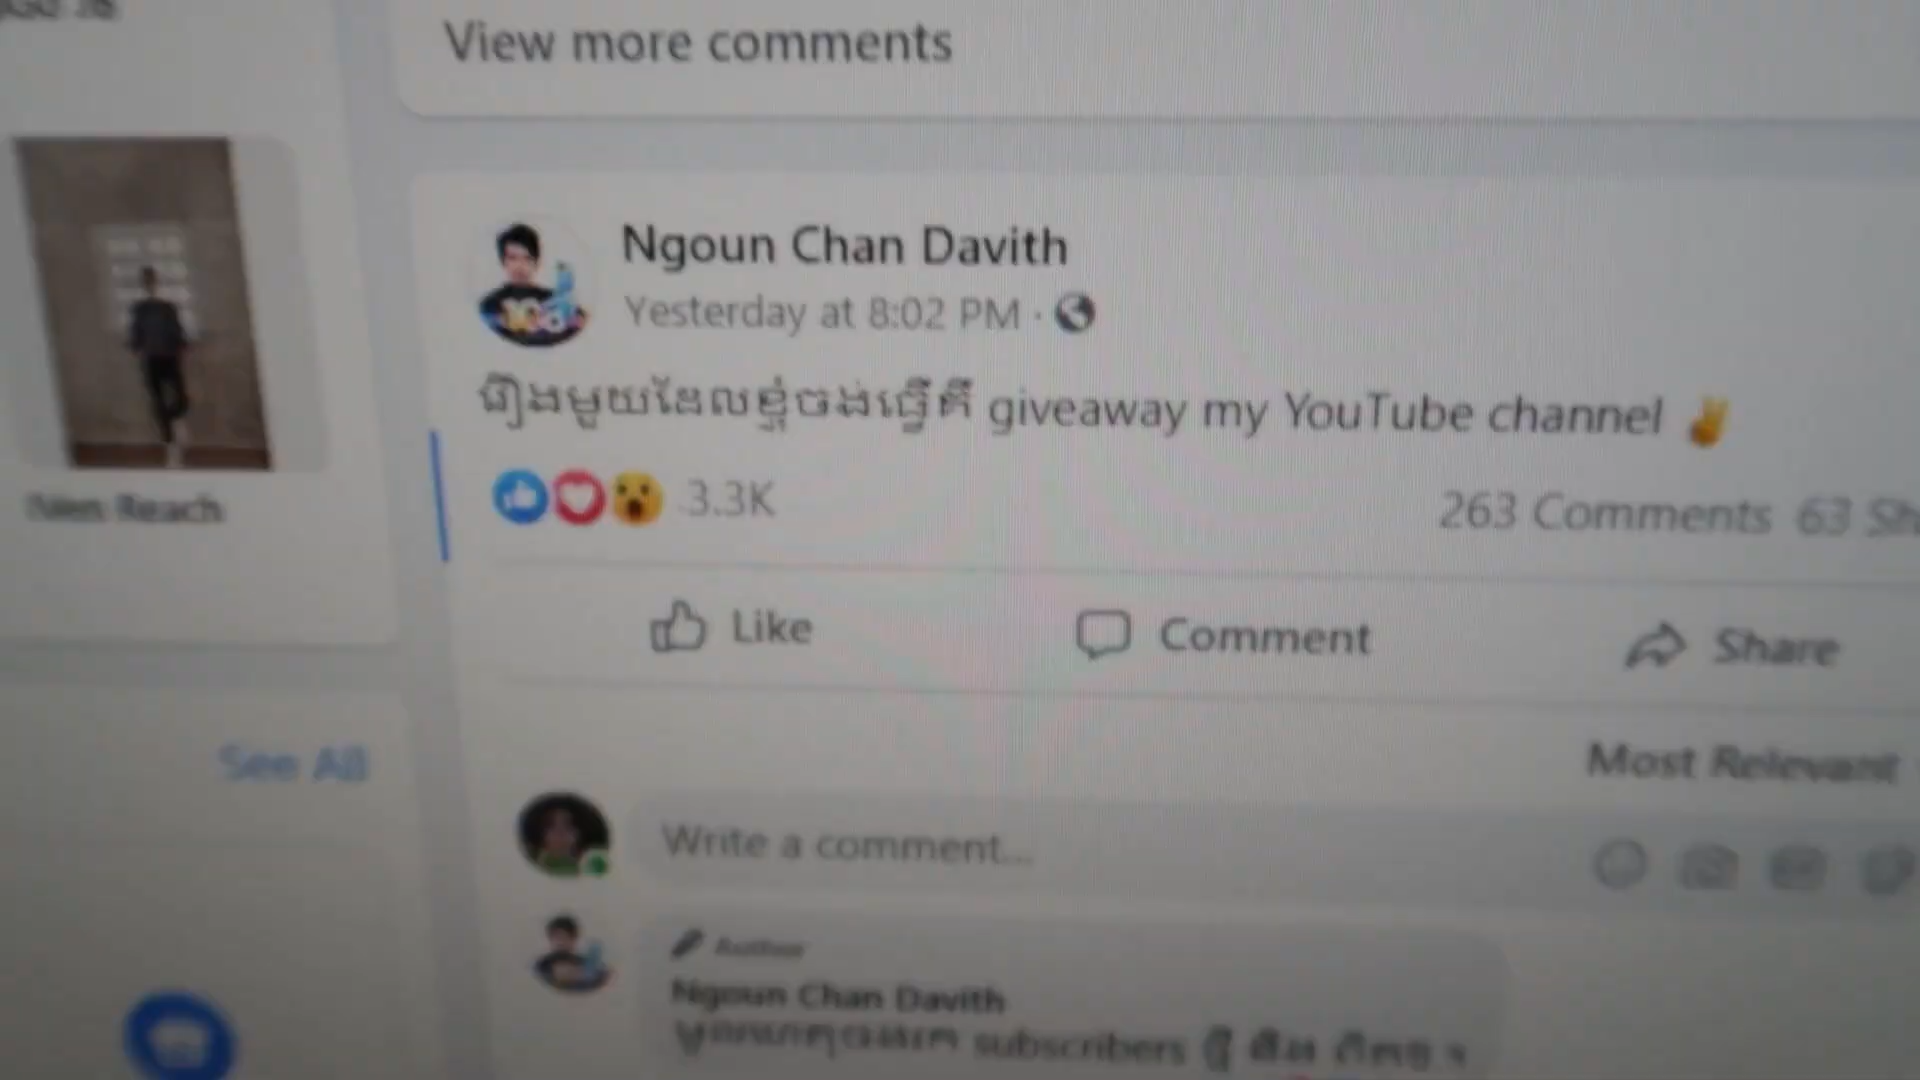 View more comments
Ngoun Chan Davith
Yesterday at 8:02 PM ·
រឿងមួយដែលខ្ញុំចង់ធ្វើគឺ giveaway my YouTube channel ✌️
3.3K
263 Comments 63
Like Comment Share
Reach
See All
Most Relevant
Write a comment...
Author
Ngoun Chan Davith
subscribers